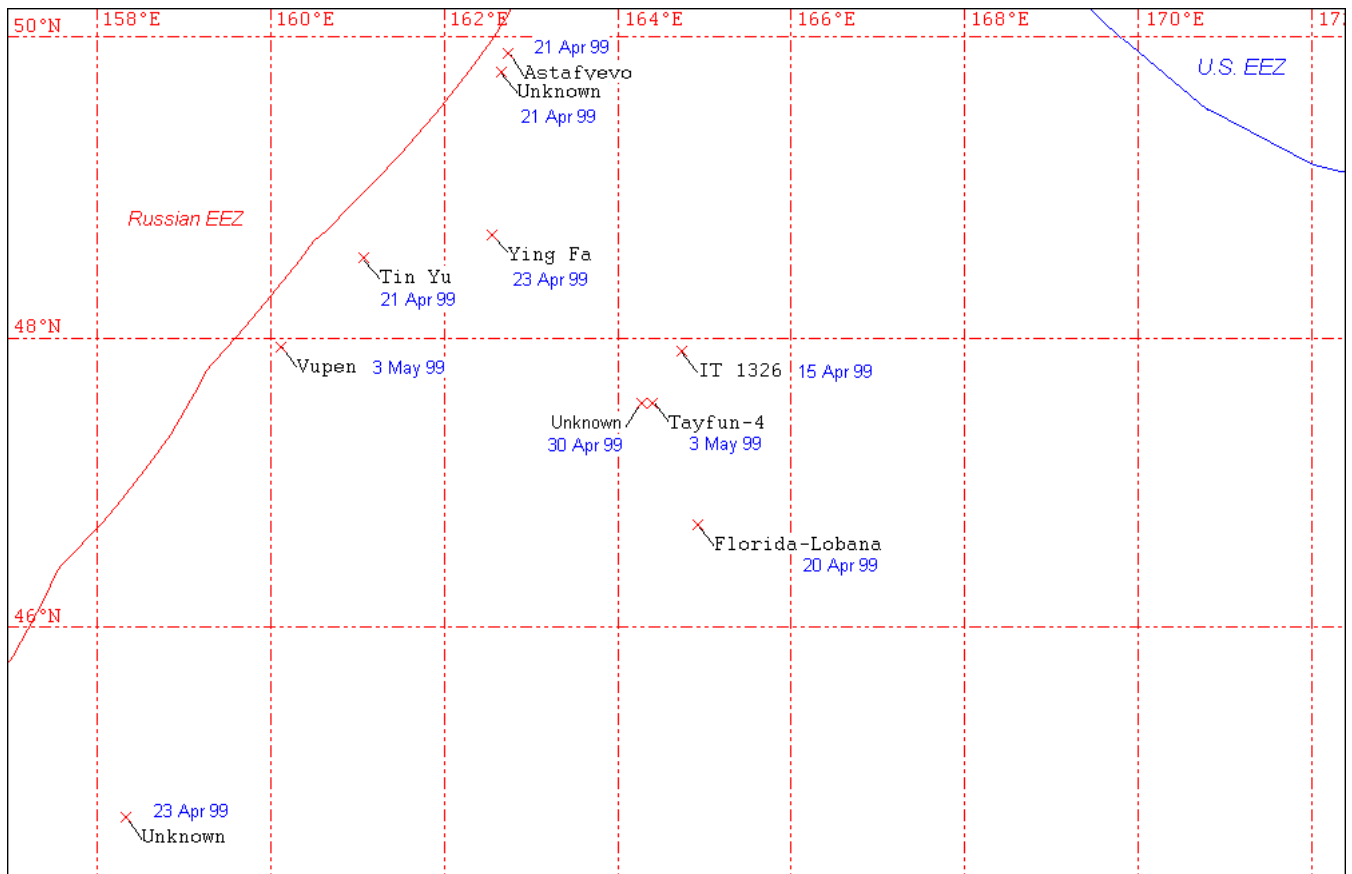 158°E 160°E 162°E 164°E 166°E 168°E 170°E 17
50°N
21 Apr 99
Astafyevo
Unknown
21 Apr 99
U.S. EEZ
Russian EEZ
Ying Fa
23 Apr 99
Tin Yu
21 Apr 99
48°N
Vupen 3 May 99
IT 1326 15 Apr 99
Unknown
30 Apr 99
Tayfun-4
3 May 99
Florida-Lobana
20 Apr 99
46°N
23 Apr 99
Unknown